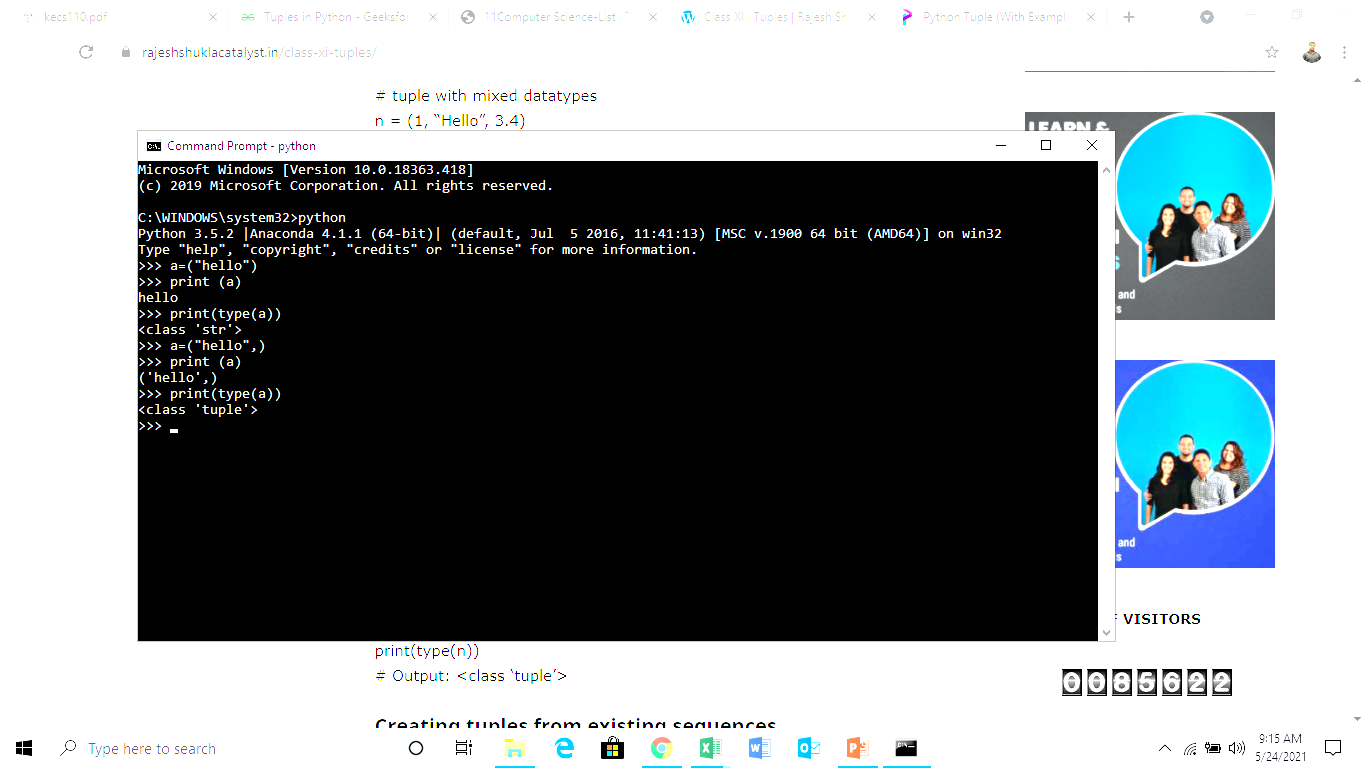 kecs110.pdf
Tuples in Python - Geeksfo
11Computer Science-List
Class XI Tuples | Rajesh Sh
Python Tuple (With Exampl
rajeshshuklacatalyst.in/class-xi-tuples/
# tuple with mixed datatypes
n = (1, “Hello”, 3.4)
LEARN &
Command Prompt - python
Microsoft Windows [Version 10.0.18363.418]
(c) 2019 Microsoft Corporation. All rights reserved.
C:\WINDOWS\system32>python
Python 3.5.2 |Anaconda 4.1.1 (64-bit)| (default, Jul  5 2016, 11:41:13) [MSC v.1900 64 bit (AMD64)] on win32
Type "help", "copyright", "credits" or "license" for more information.
>>> a=("hello")
>>> print (a)
hello
>>> print(type(a))
<class 'str'>
>>> a=("hello",)
>>> print (a)
('hello',)
>>> print(type(a))
<class 'tuple'>
>>>
and
s
and
VISITORS
print(type(n))
# Output: <class ‘tuple’>
0085622
Creating tuples from existing sequences
Type here to search
9:15 AM
5/24/2021